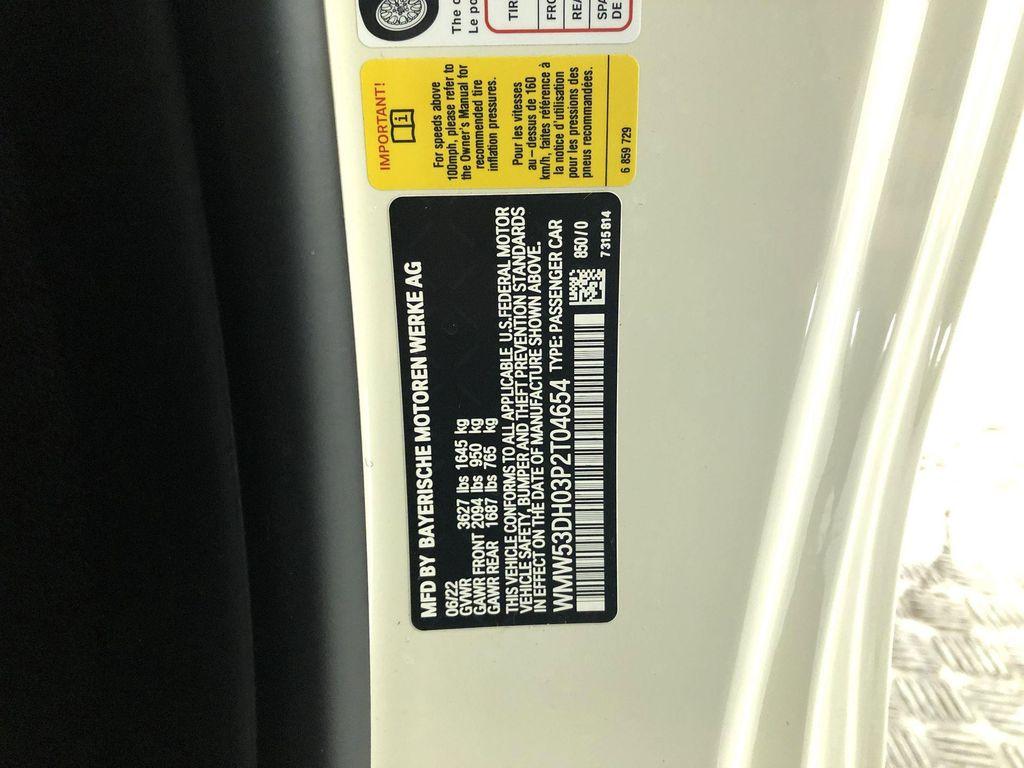 MFD BY BAYERISCHE MOTOREN WERKE AG
06/22
GVWR 3627 lbs 1645 kg
GAWR FRONT 2094 lbs 950 kg
GAWR REAR 1687 lbs 765 kg
THIS VEHICLE CONFORMS TO ALL APPLICABLE U.S.FEDERAL MOTOR
VEHICLE SAFETY, BUMPER AND THEFT PREVENTION STANDARDS
IN EFFECT ON THE DATE OF MANUFACTURE SHOWN ABOVE.
WMW53DH03P2T04654 TYPE: PASSENGER CAR
850 / 0
7 315 814
IMPORTANT!
For speeds above
100mph, please refer to
the Owner's Manual for
recommended tire
inflation pressures.
Pour les vitesses
au-dessus de 160
km/h, faites référence à
la notice d'utilisation
pour les pressions des
pneus recommandées.
6 859 729
The
Le